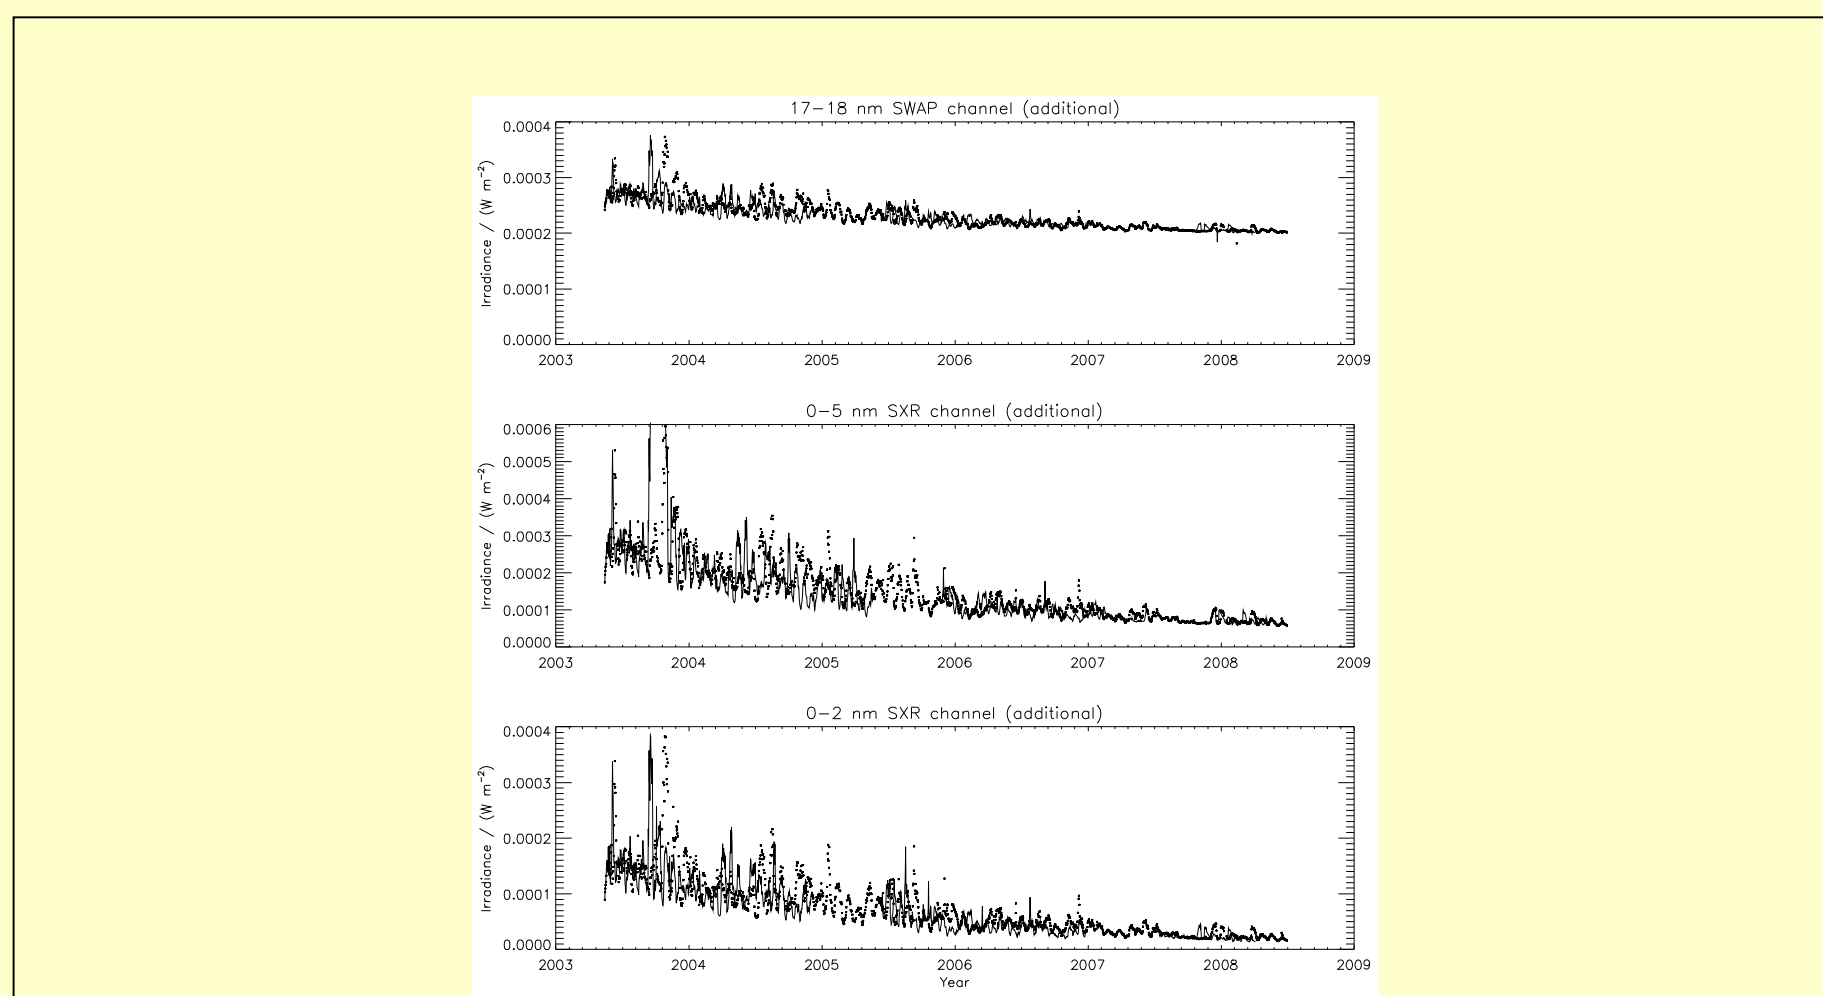 17-18 nm SWAP channel (additional)
0.0004
0.0003
0.0002
0.0001
0.0000
Irradiance / (W m⁻²)
2003 2004 2005 2006 2007 2008 2009
0-5 nm SXR channel (additional)
0.0006
0.0005
0.0004
0.0003
0.0002
0.0001
0.0000
Irradiance / (W m⁻²)
2003 2004 2005 2006 2007 2008 2009
0-2 nm SXR channel (additional)
0.0004
0.0003
0.0002
0.0001
0.0000
Irradiance / (W m⁻²)
2003 2004 2005 2006 2007 2008 2009
Year